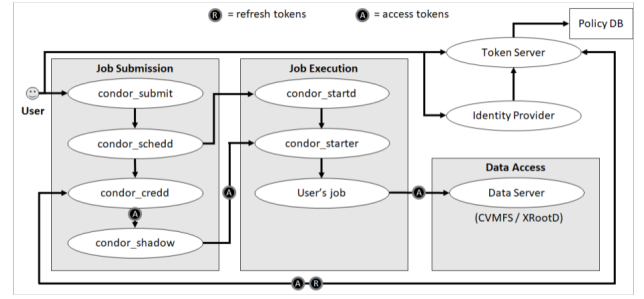 R = refresh tokens
A = access tokens
Policy DB
Token Server
Job Submission
Job Execution
User
condor_submit
condor_startd
Identity Provider
condor_schedd
condor_starter
Data Access
condor_credd
A
User's job
A
Data Server
A
(CVMFS / XRootD)
condor_shadow
A R